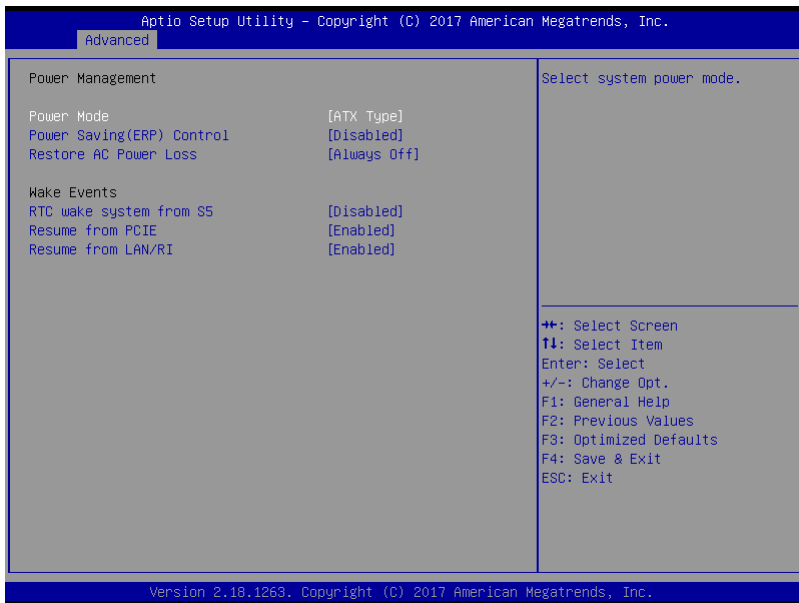 Aptio Setup Utility – Copyright (C) 2017 American Megatrends, Inc.
Advanced
Power Management
Power Mode [ATX Type]
Power Saving(ERP) Control [Disabled]
Restore AC Power Loss [Always Off]
Wake Events
RTC wake system from S5 [Disabled]
Resume from PCIE [Enabled]
Resume from LAN/RI [Enabled]
Select system power mode.
→←: Select Screen
↑↓: Select Item
Enter: Select
+/-: Change Opt.
F1: General Help
F2: Previous Values
F3: Optimized Defaults
F4: Save & Exit
ESC: Exit
Version 2.18.1263. Copyright (C) 2017 American Megatrends, Inc.